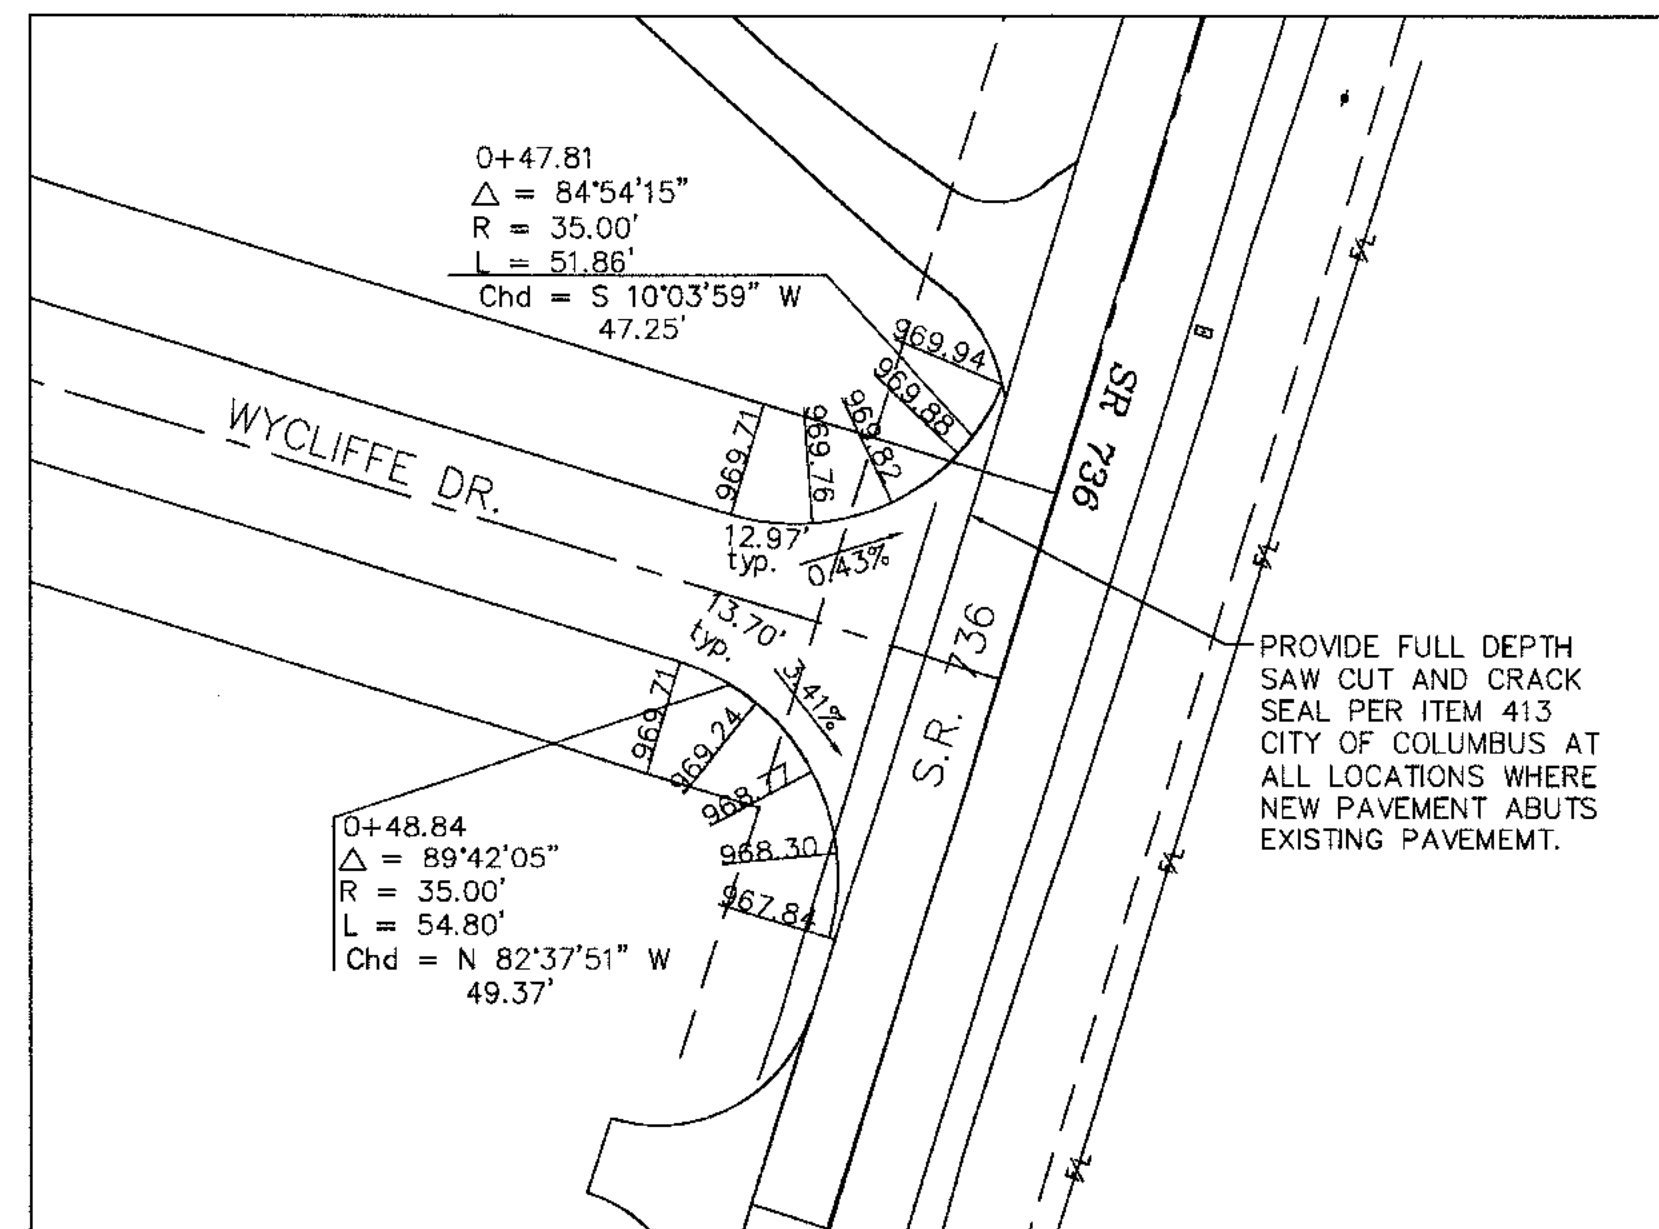 0+47.81
△ = 84°54'15"
R = 35.00'
L = 51.86'
Chd = S 10°03'59" W
47.25'
969.94
969.88
969.82
969.76
969.71
WYCLIFFE DR.
SR 736
12.97'
typ.
0.43%
13.70'
typ.
3.41%
S.R. 736
969.71
969.24
968.77
968.30
967.84
0+48.84
△ = 89°42'05"
R = 35.00'
L = 54.80'
Chd = N 82°37'51" W
49.37'
PROVIDE FULL DEPTH
SAW CUT AND CRACK
SEAL PER ITEM 413
CITY OF COLUMBUS AT
ALL LOCATIONS WHERE
NEW PAVEMENT ABUTS
EXISTING PAVEMEMT.